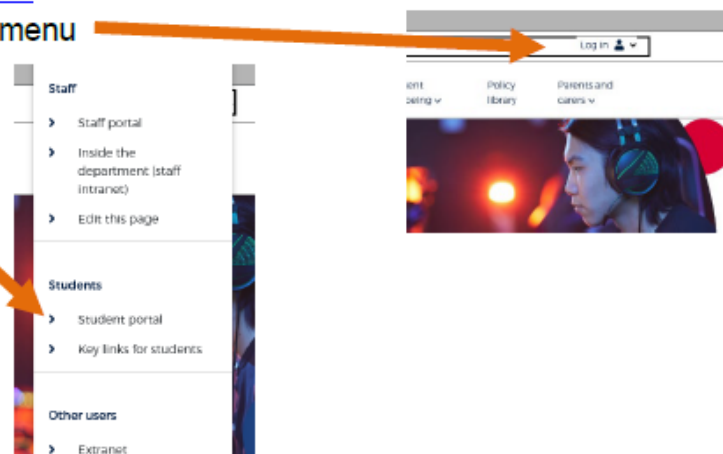 menu
Staff
Staff portal
Inside the
department (staff
intranet)
Edit this page
Students
Student portal
Key links for students
Other users
Extranet
Log in
Policy
library
Parents and
carers